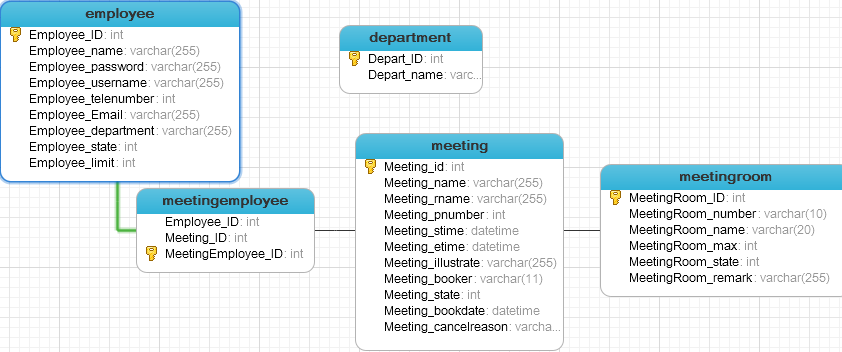 employee
Employee_ID: int
Employee_name: varchar(255)
Employee_password: varchar(255)
Employee_username: varchar(255)
Employee_telenumber: int
Employee_Email: varchar(255)
Employee_department: varchar(255)
Employee_state: int
Employee_limit: int
department
Depart_ID: int
Depart_name: varc...
meetingemployee
Employee_ID: int
Meeting_ID: int
MeetingEmployee_ID: int
meeting
Meeting_id: int
Meeting_name: varchar(255)
Meeting_rname: varchar(255)
Meeting_pnumber: int
Meeting_stime: datetime
Meeting_etime: datetime
Meeting_illustrate: varchar(255)
Meeting_booker: varchar(11)
Meeting_state: int
Meeting_bookdate: datetime
Meeting_cancelreason: varcha...
meetingroom
MeetingRoom_ID: int
MeetingRoom_number: varchar(10)
MeetingRoom_name: varchar(20)
MeetingRoom_max: int
MeetingRoom_state: int
MeetingRoom_remark: varchar(255)